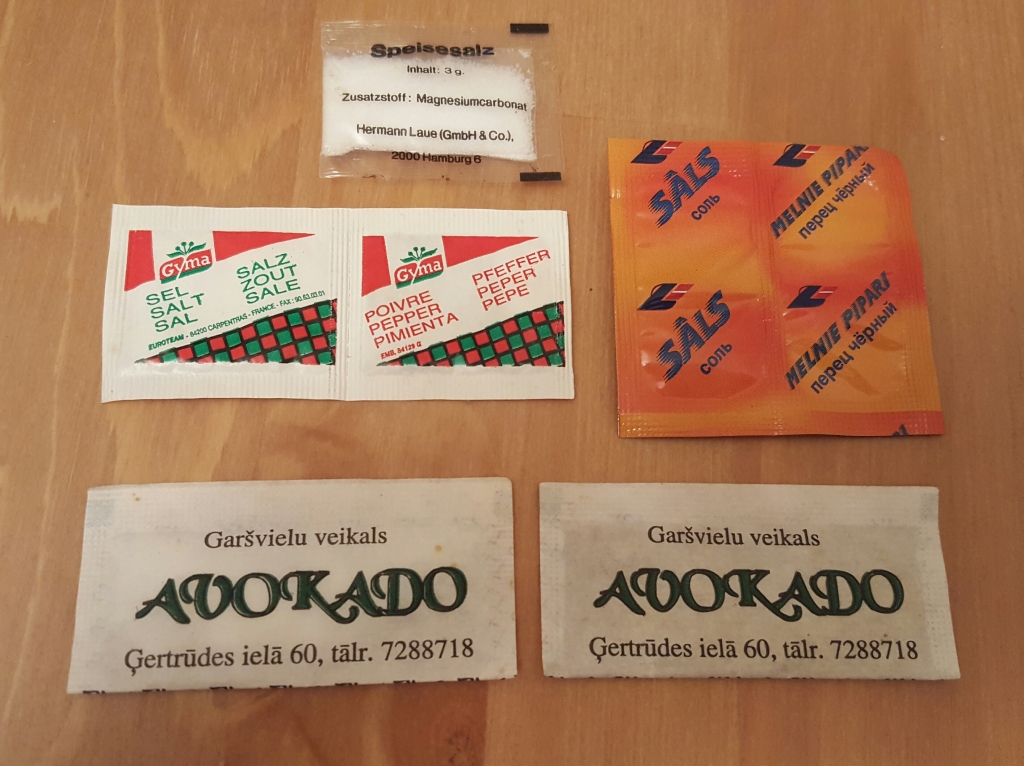 Speisesalz
Inhalt: 3 g.
Zusatzstoff: Magnesiumcarbonat
Hermann Laue (GmbH & Co.),
2000 Hamburg 6
Gyma
SEL
SALT
SAL
SALZ
ZOUT
SALE
EUROTEAM - 84200 CARPENTRAS - FRANCE - FAX: 90.63.03.01
Gyma
POIVRE
PEPPER
PIMIENTA
PFEFFER
PEPER
PEPE
EMB. 84129 G
SÂLS
соль
MELNIE PIPARI
перец чёрный
SÂLS
соль
MELNIE PIPARI
перец чёрный
Garšvielu veikals
AVOKADO
Ģertrūdes ielā 60, tālr. 7288718
Garšvielu veikals
AVOKADO
Ģertrūdes ielā 60, tālr. 7288718